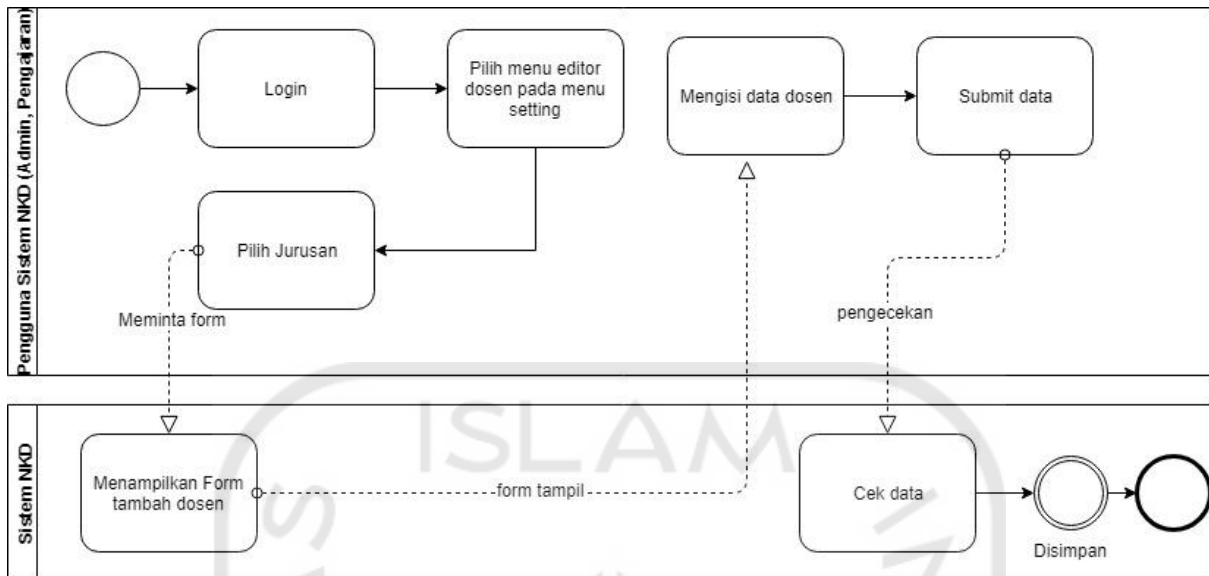 Pengguna Sistem NKD (Admin, Pengajaran)
Login
Pilih menu editor
dosen pada menu
setting
Mengisi data dosen
Submit data
Pilih Jurusan
Meminta form
pengecekan
Sistem NKD
Menampilkan Form
tambah dosen
form tampil
Cek data
Disimpan
ISLAM